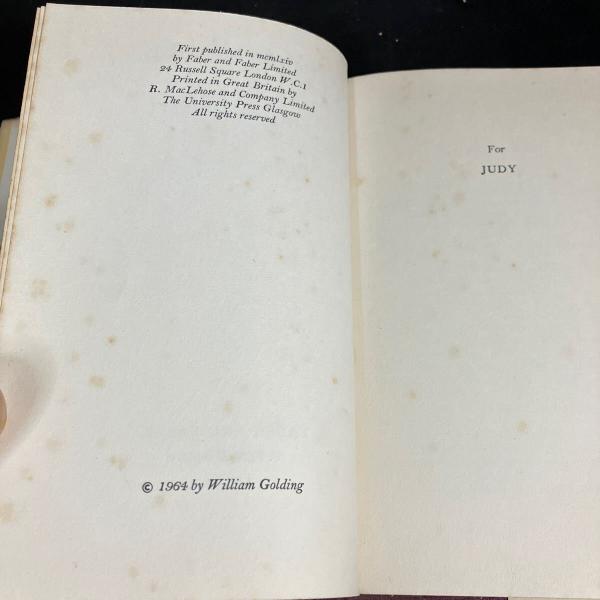 First published in mcmlxiv
by Faber and Faber Limited
24 Russell Square London W.C.1
Printed in Great Britain by
R. MacLehose and Company Limited
The University Press Glasgow
All rights reserved
© 1964 by William Golding
For
JUDY